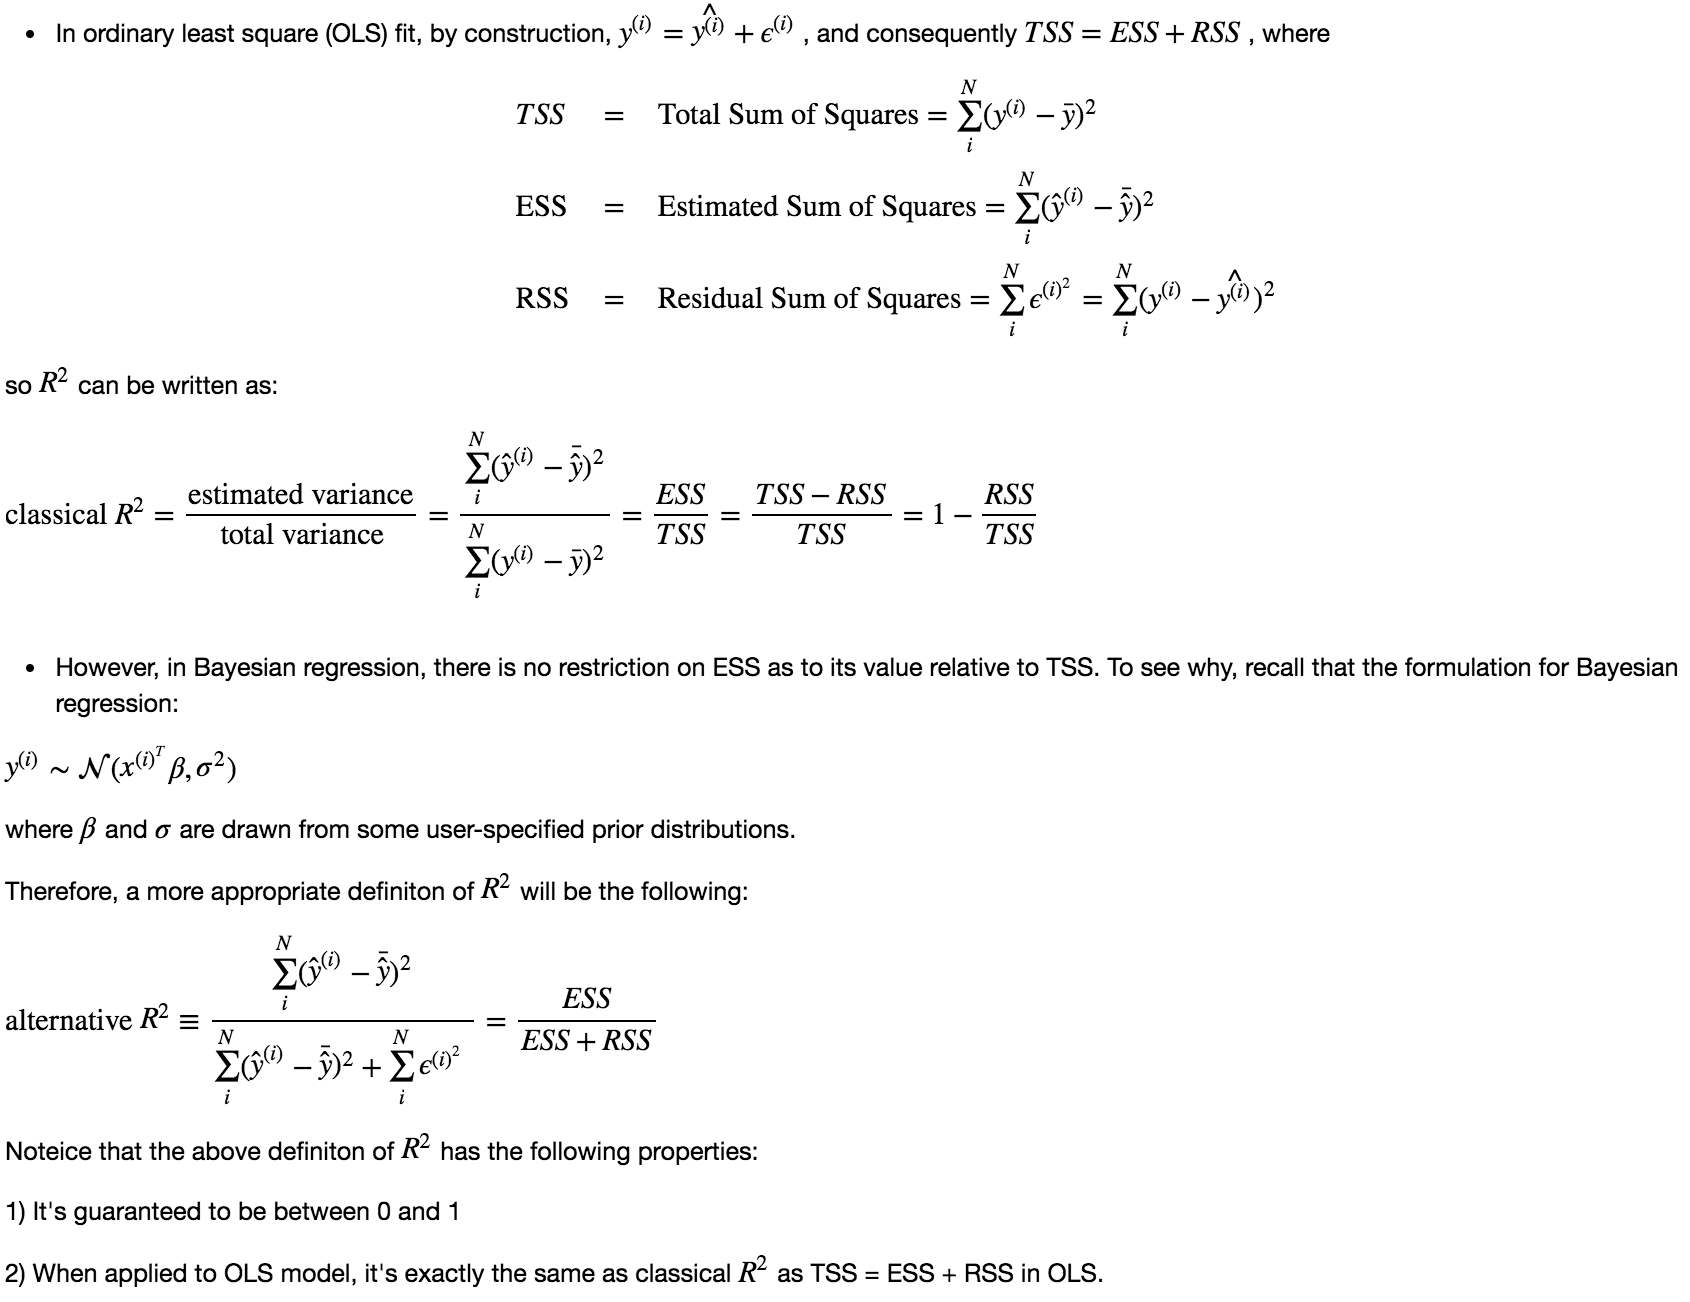 • In ordinary least square (OLS) fit, by construction, $y^{(i)} = \hat{y^{(i)}} + \epsilon^{(i)}$ , and consequently $TSS = ESS + RSS$ , where
$TSS = \text{Total Sum of Squares} = \sum_i^N (y^{(i)} - \bar{y})^2$
$\text{ESS} = \text{Estimated Sum of Squares} = \sum_i^N (\hat{y}^{(i)} - \bar{\hat{y}})^2$
$\text{RSS} = \text{Residual Sum of Squares} = \sum_i^N \epsilon^{(i)^2} = \sum_i^N (y^{(i)} - \hat{y^{(i)}})^2$
so $R^2$ can be written as:
$\text{classical } R^2 = \frac{\text{estimated variance}}{\text{total variance}} = \frac{\sum_i^N (\hat{y}^{(i)} - \bar{\hat{y}})^2}{\sum_i^N (y^{(i)} - \bar{y})^2} = \frac{ESS}{TSS} = \frac{TSS - RSS}{TSS} = 1 - \frac{RSS}{TSS}$
• However, in Bayesian regression, there is no restriction on ESS as to its value relative to TSS. To see why, recall that the formulation for Bayesian
regression:
$y^{(i)} \sim \mathcal{N}(x^{(i)^T} \beta, \sigma^2)$
where $\beta$ and $\sigma$ are drawn from some user-specified prior distributions.
Therefore, a more appropriate definiton of $R^2$ will be the following:
$\text{alternative } R^2 \equiv \frac{\sum_i^N (\hat{y}^{(i)} - \bar{\hat{y}})^2}{\sum_i^N (\hat{y}^{(i)} - \bar{\hat{y}})^2 + \sum_i^N \epsilon^{(i)^2}} = \frac{ESS}{ESS + RSS}$
Noteice that the above definiton of $R^2$ has the following properties:
1) It's guaranteed to be between 0 and 1
2) When applied to OLS model, it's exactly the same as classical $R^2$ as TSS = ESS + RSS in OLS.